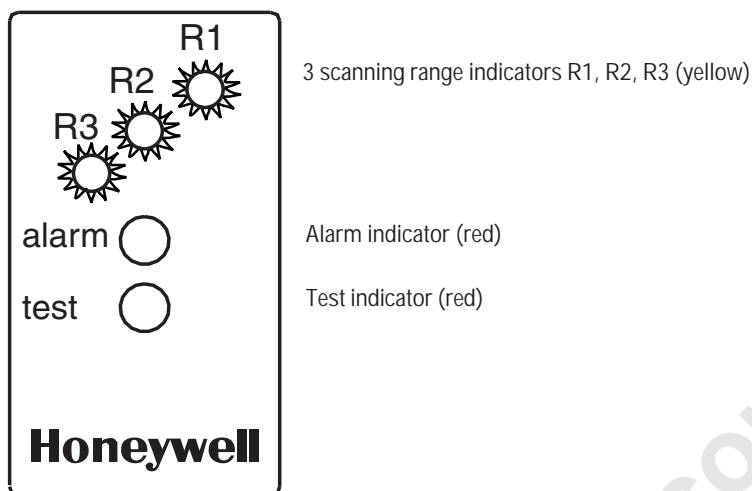 R1
R2
R3
3 scanning range indicators R1, R2, R3 (yellow)
alarm
Alarm indicator (red)
test
Test indicator (red)
Honeywell